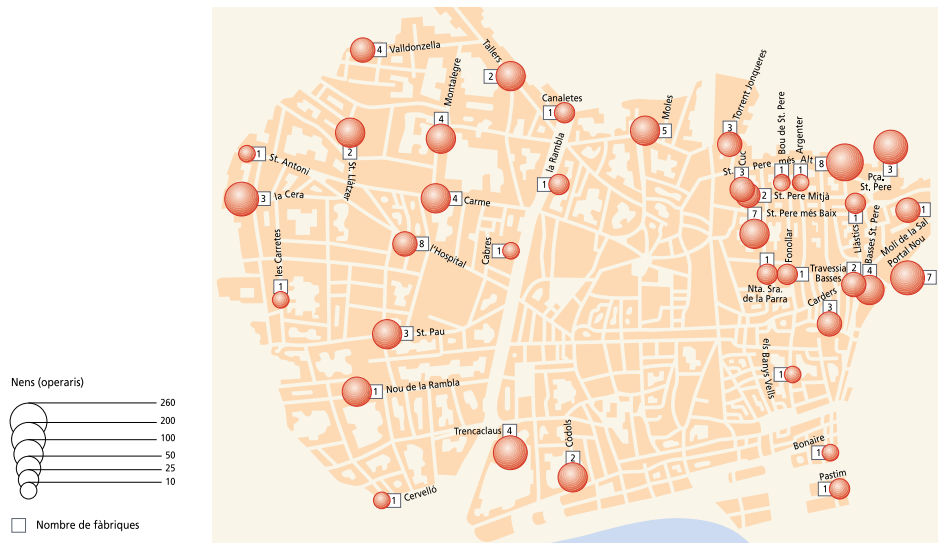 4 Valldonzella
Tallers
2
Montalegre
4
Canaletes
1
Moles
5
Torrent Jonqueres
3
Bou de St. Pere
1
Argenter
1
1 St. Antoni
2
St. Llàtzer
la Rambla
1
Cuc
3
St. Pere més Alt 8
3
Pça.
St. Pere
3 la Cera
4 Carme
2 St. Pere Mitjà
7 St. Pere més Baix
1
Llàstics
Basses St. Pere
1
Molí de la Sal
Portal Nou
7
8 l'Hospital
Cabres
1
les Carretes
1
1
Nta. Sra.
de la Parra
Fonollar
1
Travessia
Basses
2
4
Carders
3
3 St. Pau
1 Nou de la Rambla
els Banys Vells
1
Trencaclaus 4
Còdols
2
Bonaire
1
Pastim
1
1 Cervelló
Nens (operaris)
260
200
100
50
25
10
Nombre de fàbriques